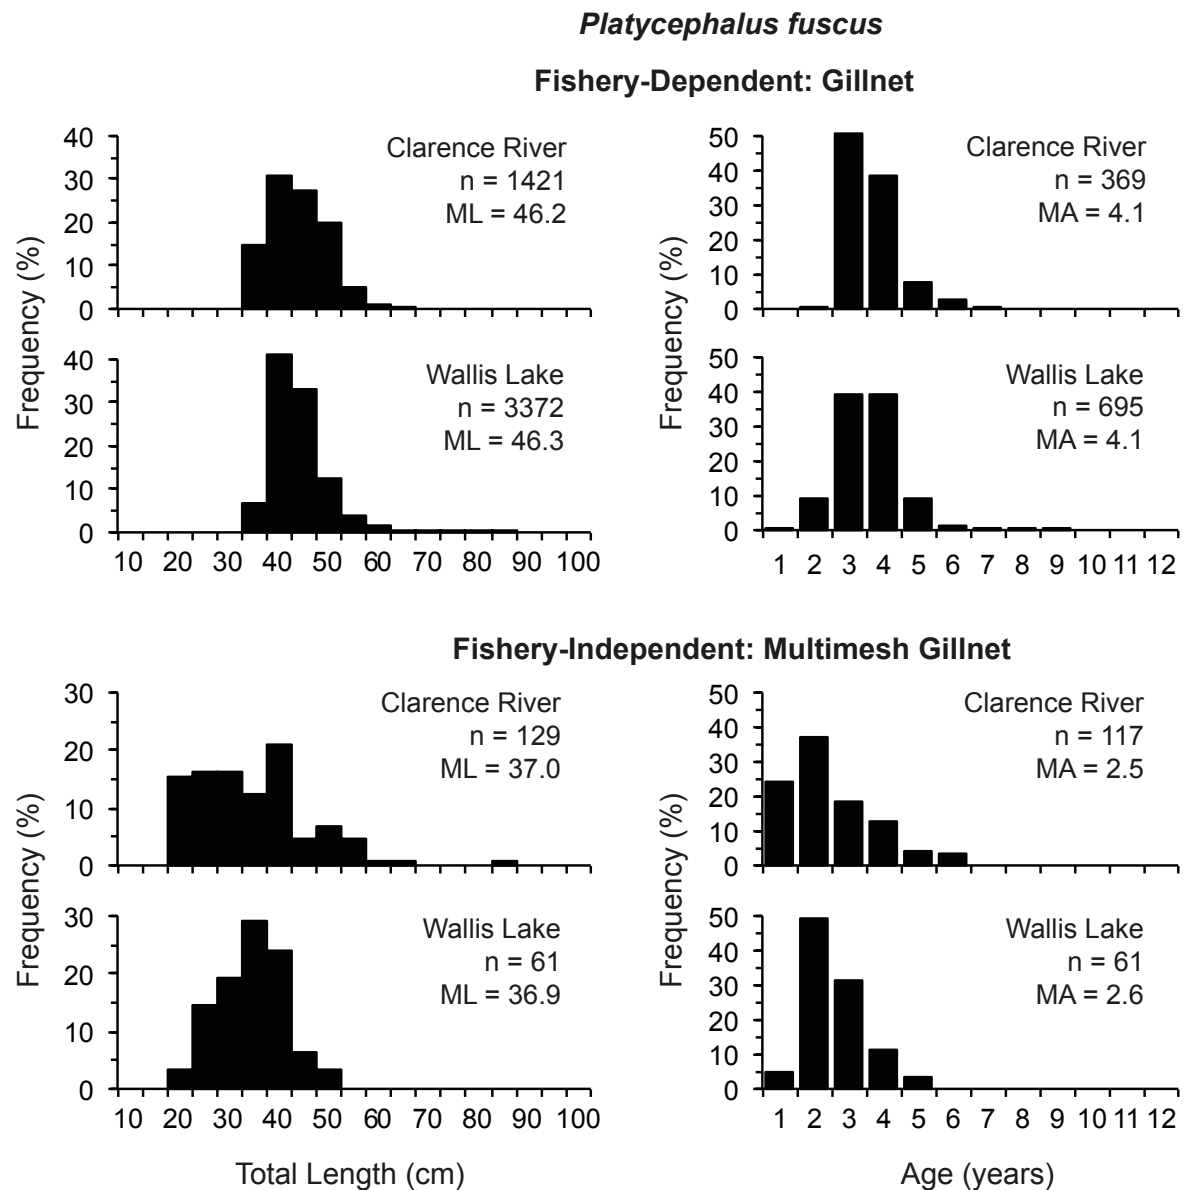 Platycephalus fuscus
Fishery-Dependent: Gillnet
Frequency (%)
40
30
20
10
0
Clarence River
n = 1421
ML = 46.2
Frequency (%)
50
40
30
20
10
0
Clarence River
n = 369
MA = 4.1
40
30
20
10
0
Wallis Lake
n = 3372
ML = 46.3
10 20 30 40 50 60 70 80 90 100
50
40
30
20
10
0
Wallis Lake
n = 695
MA = 4.1
1 2 3 4 5 6 7 8 9 10 11 12
Fishery-Independent: Multimesh Gillnet
Frequency (%)
30
20
10
0
Clarence River
n = 129
ML = 37.0
Frequency (%)
50
40
30
20
10
0
Clarence River
n = 117
MA = 2.5
30
20
10
0
Wallis Lake
n = 61
ML = 36.9
10 20 30 40 50 60 70 80 90 100
Total Length (cm)
50
40
30
20
10
0
Wallis Lake
n = 61
MA = 2.6
1 2 3 4 5 6 7 8 9 10 11 12
Age (years)